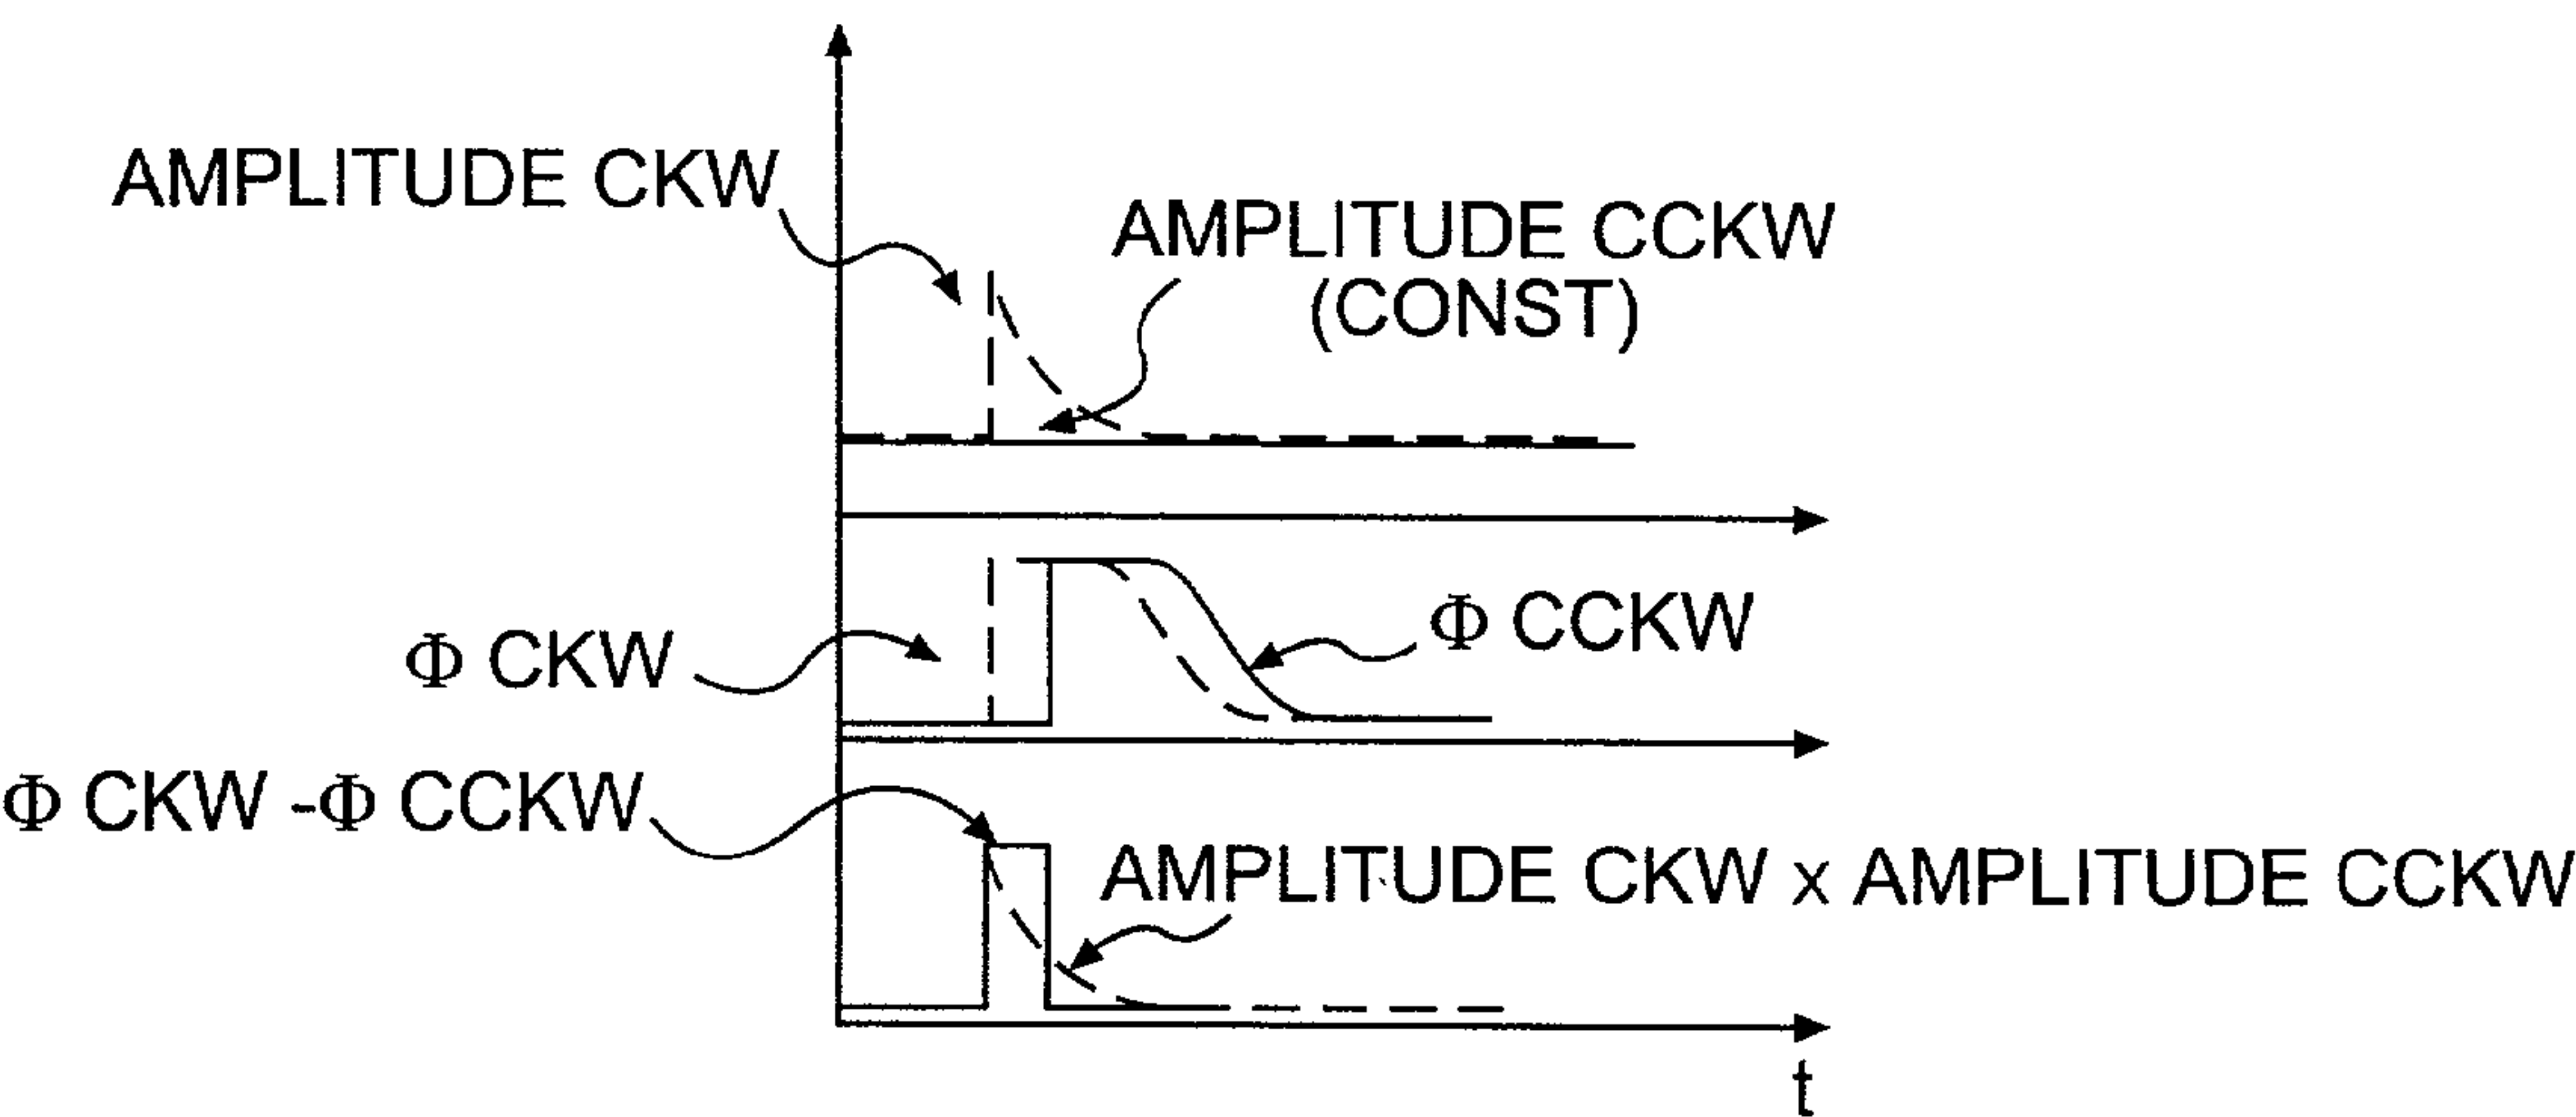 AMPLITUDE CKW
AMPLITUDE CCKW
(CONST)
Φ CKW
Φ CCKW
Φ CKW -Φ CCKW
AMPLITUDE CKW x AMPLITUDE CCKW
t